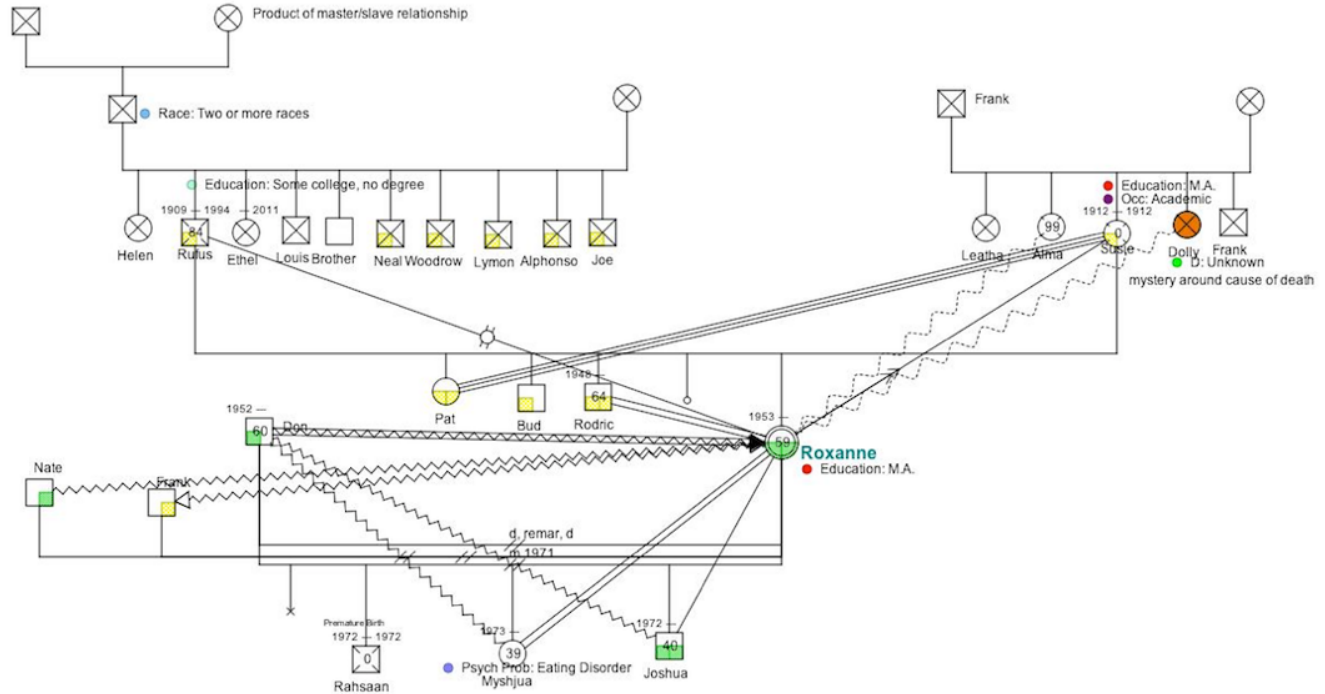 Product of master/slave relationship
Race: Two or more races
Frank
Education: Some college, no degree
Education: M.A.
Occ: Academic
1909 1994 2011
1912 1912
84
99
0
Helen Rufus Ethel Louis Brother Neal Woodrow Lymon Alphonso Joe
Leatha Alma Susie Dolly Frank
D: Unknown
mystery around cause of death
1948
64
Pat Bud Rodric
1952
60 Don
1953
59 Roxanne
Education: M.A.
Nate
Frank
d, remar, d
m 1971
Premature Birth
1972 1972
1973
1972
0
39
40
Psych Prob: Eating Disorder
Rahsaan Myshjua Joshua